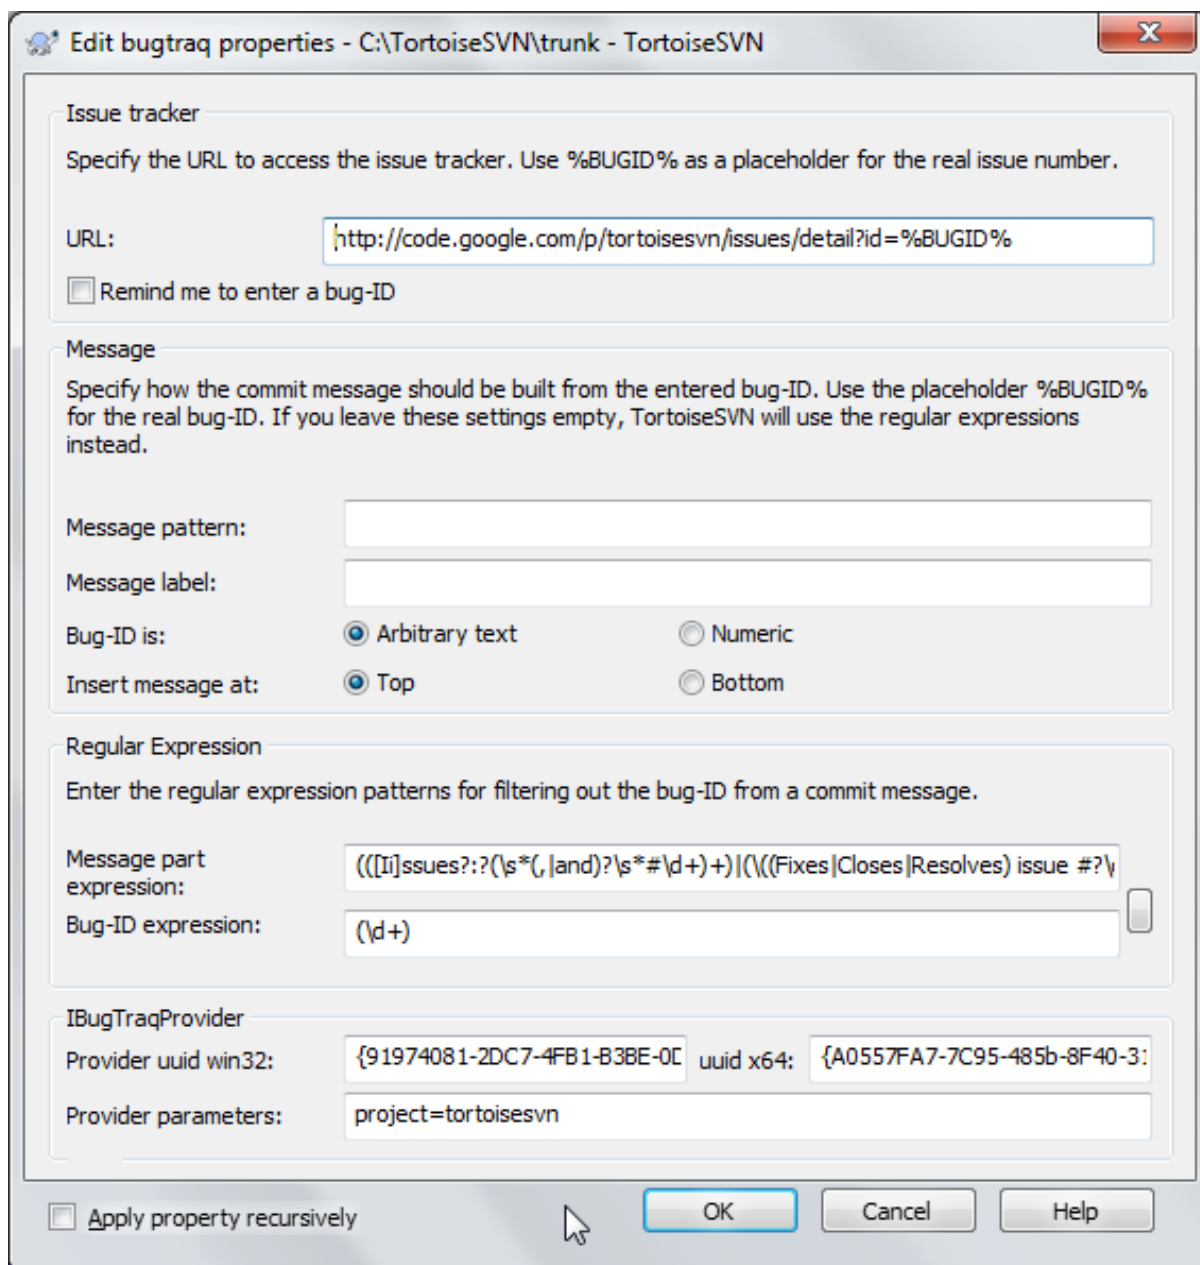 Edit bugtraq properties - C:\TortoiseSVN\trunk - TortoiseSVN
Issue tracker
Specify the URL to access the issue tracker. Use %BUGID% as a placeholder for the real issue number.
URL: http://code.google.com/p/tortoisesvn/issues/detail?id=%BUGID%
Remind me to enter a bug-ID
Message
Specify how the commit message should be built from the entered bug-ID. Use the placeholder %BUGID%
for the real bug-ID. If you leave these settings empty, TortoiseSVN will use the regular expressions
instead.
Message pattern:
Message label:
Bug-ID is: Arbitrary text Numeric
Insert message at: Top Bottom
Regular Expression
Enter the regular expression patterns for filtering out the bug-ID from a commit message.
Message part
expression: (([Ii]ssues?:?(\s*(,|and)?\s*#\d+)+)|(\((Fixes|Closes|Resolves) issue #?\
Bug-ID expression: (\d+)
IBugTraqProvider
Provider uuid win32: {91974081-2DC7-4FB1-B3BE-0D uuid x64: {A0557FA7-7C95-485b-8F40-31
Provider parameters: project=tortoisesvn
Apply property recursively OK Cancel Help